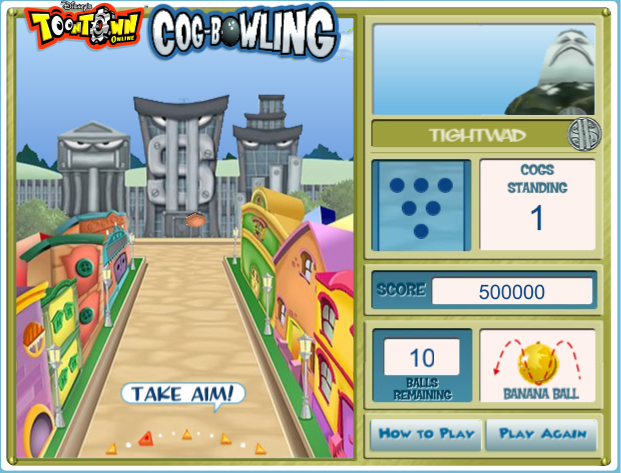 Disney's
TOONTOWN
ONLINE
COG-BOWLING
TIGHTWAD
COGS
STANDING
1
SCORE 500000
10
BALLS
REMAINING
BANANA BALL
TAKE AIM!
HOW TO PLAY
PLAY AGAIN